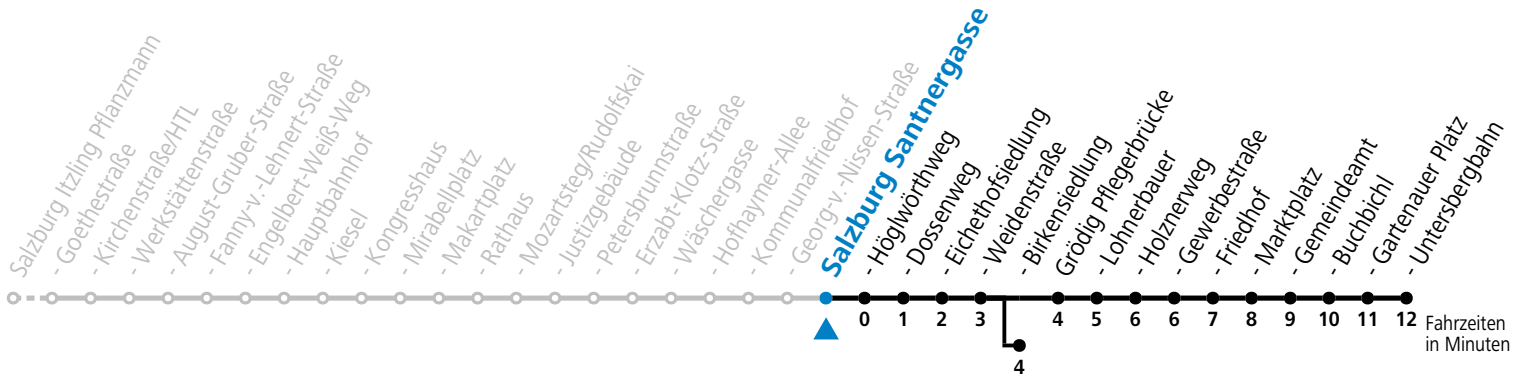 Salzburg Itzling Pflanzmann
- Goethestraße
- Kirchenstraße/HTL
- Werkstättenstraße
- August-Gruber-Straße
- Fanny-v.-Lehnert-Straße
- Engelbert-Weiß-Weg
- Hauptbahnhof
- Kiesel
- Kongresshaus
- Mirabellplatz
- Makartplatz
- Rathaus
- Mozartsteg/Rudolfskai
- Justizgebäude
- Petersbrunnstraße
- Erzabt-Klotz-Straße
- Wäschergasse
- Hofhaymer-Allee
- Kommunalfriedhof
- Georg-v.-Nissen-Straße
Salzburg Santnergasse
- Höglwörthweg
- Dossenweg
- Eichethofsiedlung
- Weidenstraße
- Birkensiedlung
Grödig Pflegerbrücke
- Lohnerbauer
- Holznerweg
- Gewerbestraße
- Friedhof
- Marktplatz
- Gemeindeamt
- Buchbichl
- Gartenauer Platz
- Untersbergbahn
0 1 2 3 4 5 6 6 7 8 9 10 11 12
Fahrzeiten
in Minuten
4